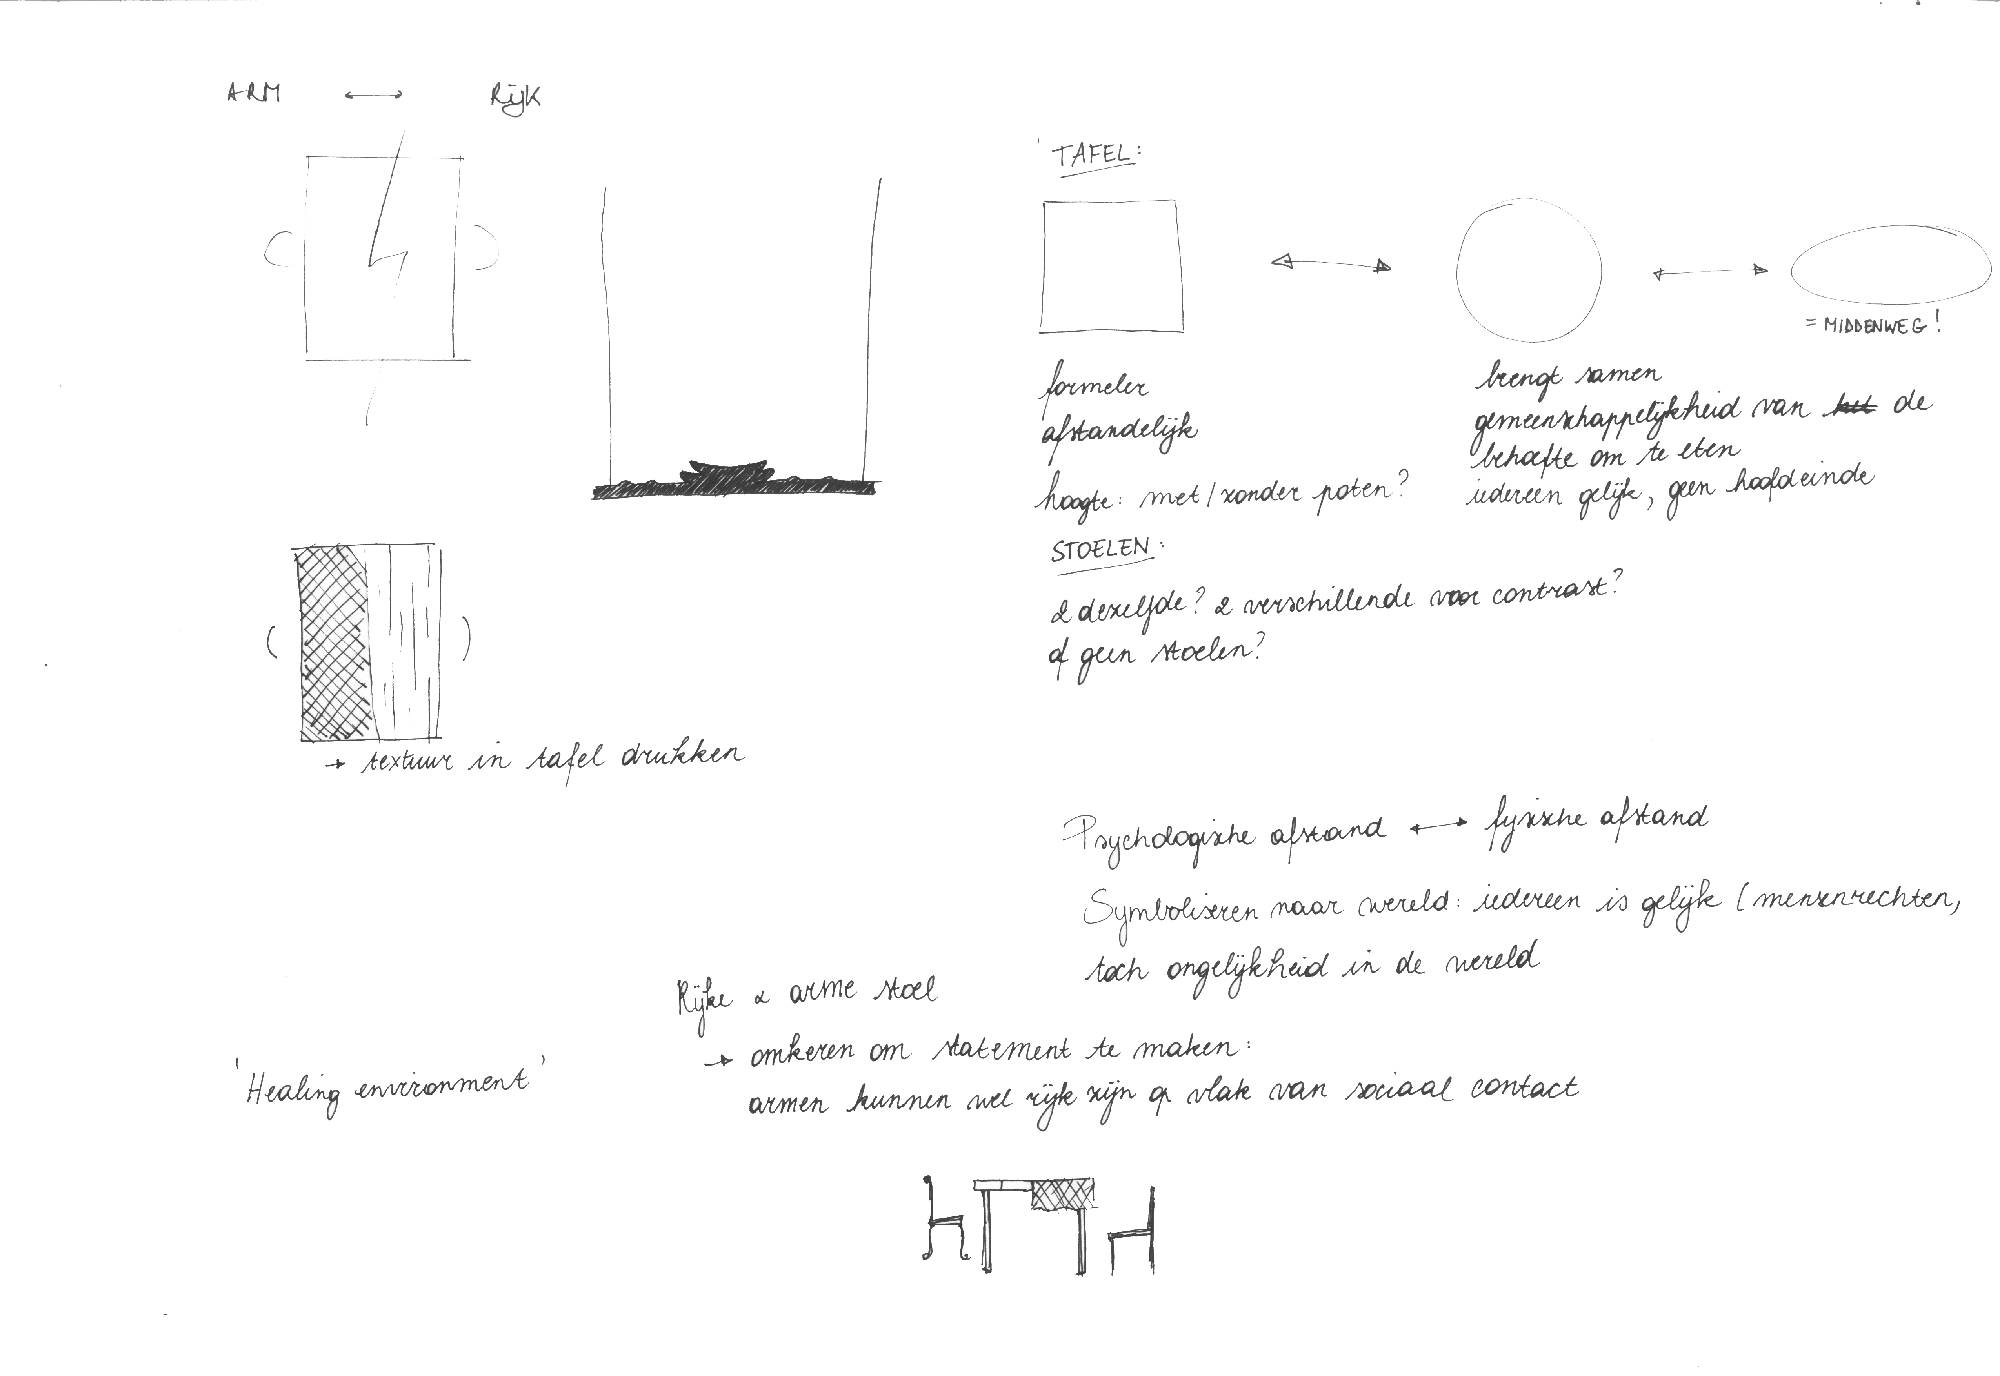 ARM ↔ Rijk
TAFEL:
= MIDDENWEG!
formeler
afstandelijk
hoogte: met/zonder poten?
brengt samen
gemeenschappelijkheid van het de
behoefte om te eten
iedereen gelijk, geen hoofdeinde
STOELEN:
2 dezelfde? 2 verschillende voor contrast?
of geen stoelen?
→ textuur in tafel drukken
Psychologische afstand ↔ fysische afstand
Symboliseren naar wereld: iedereen is gelijk (mensenrechten,
toch ongelijkheid in de wereld
Rijke & arme stoel
→ omkeren om statement te maken:
armen kunnen wel rijk zijn op vlak van sociaal contact
'Healing environment'